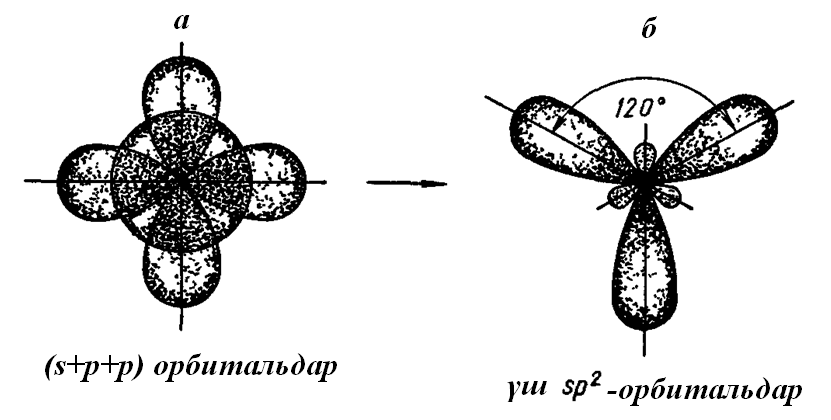 а
б
120°
(s+p+p) орбитальдар
үш sp² -орбитальдар